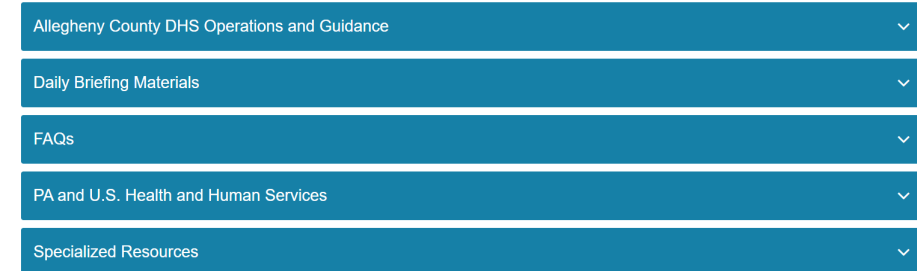 Allegheny County DHS Operations and Guidance
Daily Briefing Materials
FAQs
PA and U.S. Health and Human Services
Specialized Resources